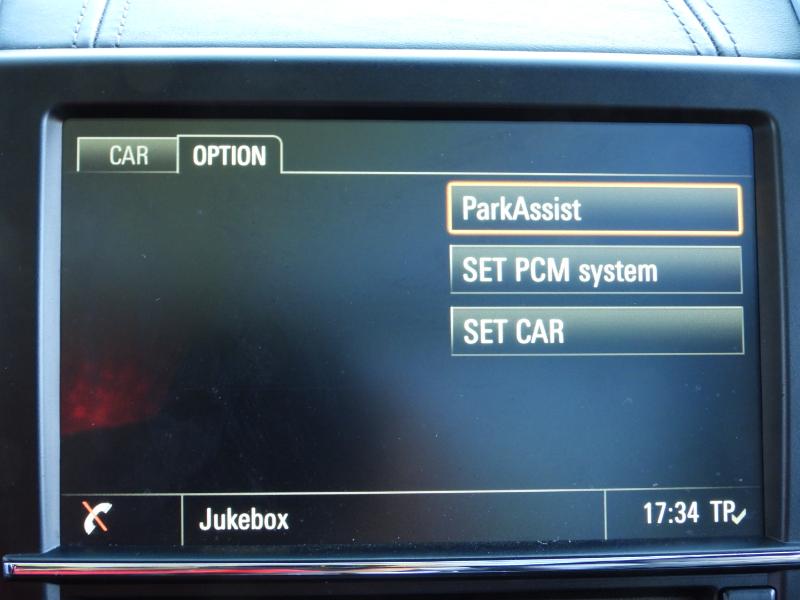 CAR OPTION
ParkAssist
SET PCM system
SET CAR
Jukebox 17:34 TP